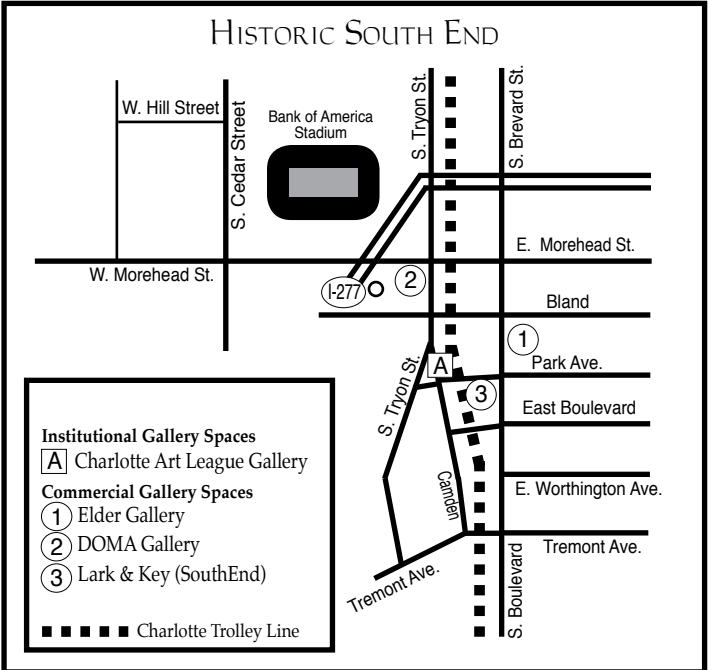 HISTORIC SOUTH END
W. Hill Street
S. Cedar Street
Bank of America
Stadium
S. Tryon St.
S. Brevard St.
E. Morehead St.
W. Morehead St.
I-277
2
Bland
1
S. Tryon St.
A
Park Ave.
3
East Boulevard
Camden
E. Worthington Ave.
Tremont Ave.
Tremont Ave.
S. Boulevard
Institutional Gallery Spaces
A Charlotte Art League Gallery
Commercial Gallery Spaces
1 Elder Gallery
2 DOMA Gallery
3 Lark & Key (SouthEnd)
Charlotte Trolley Line